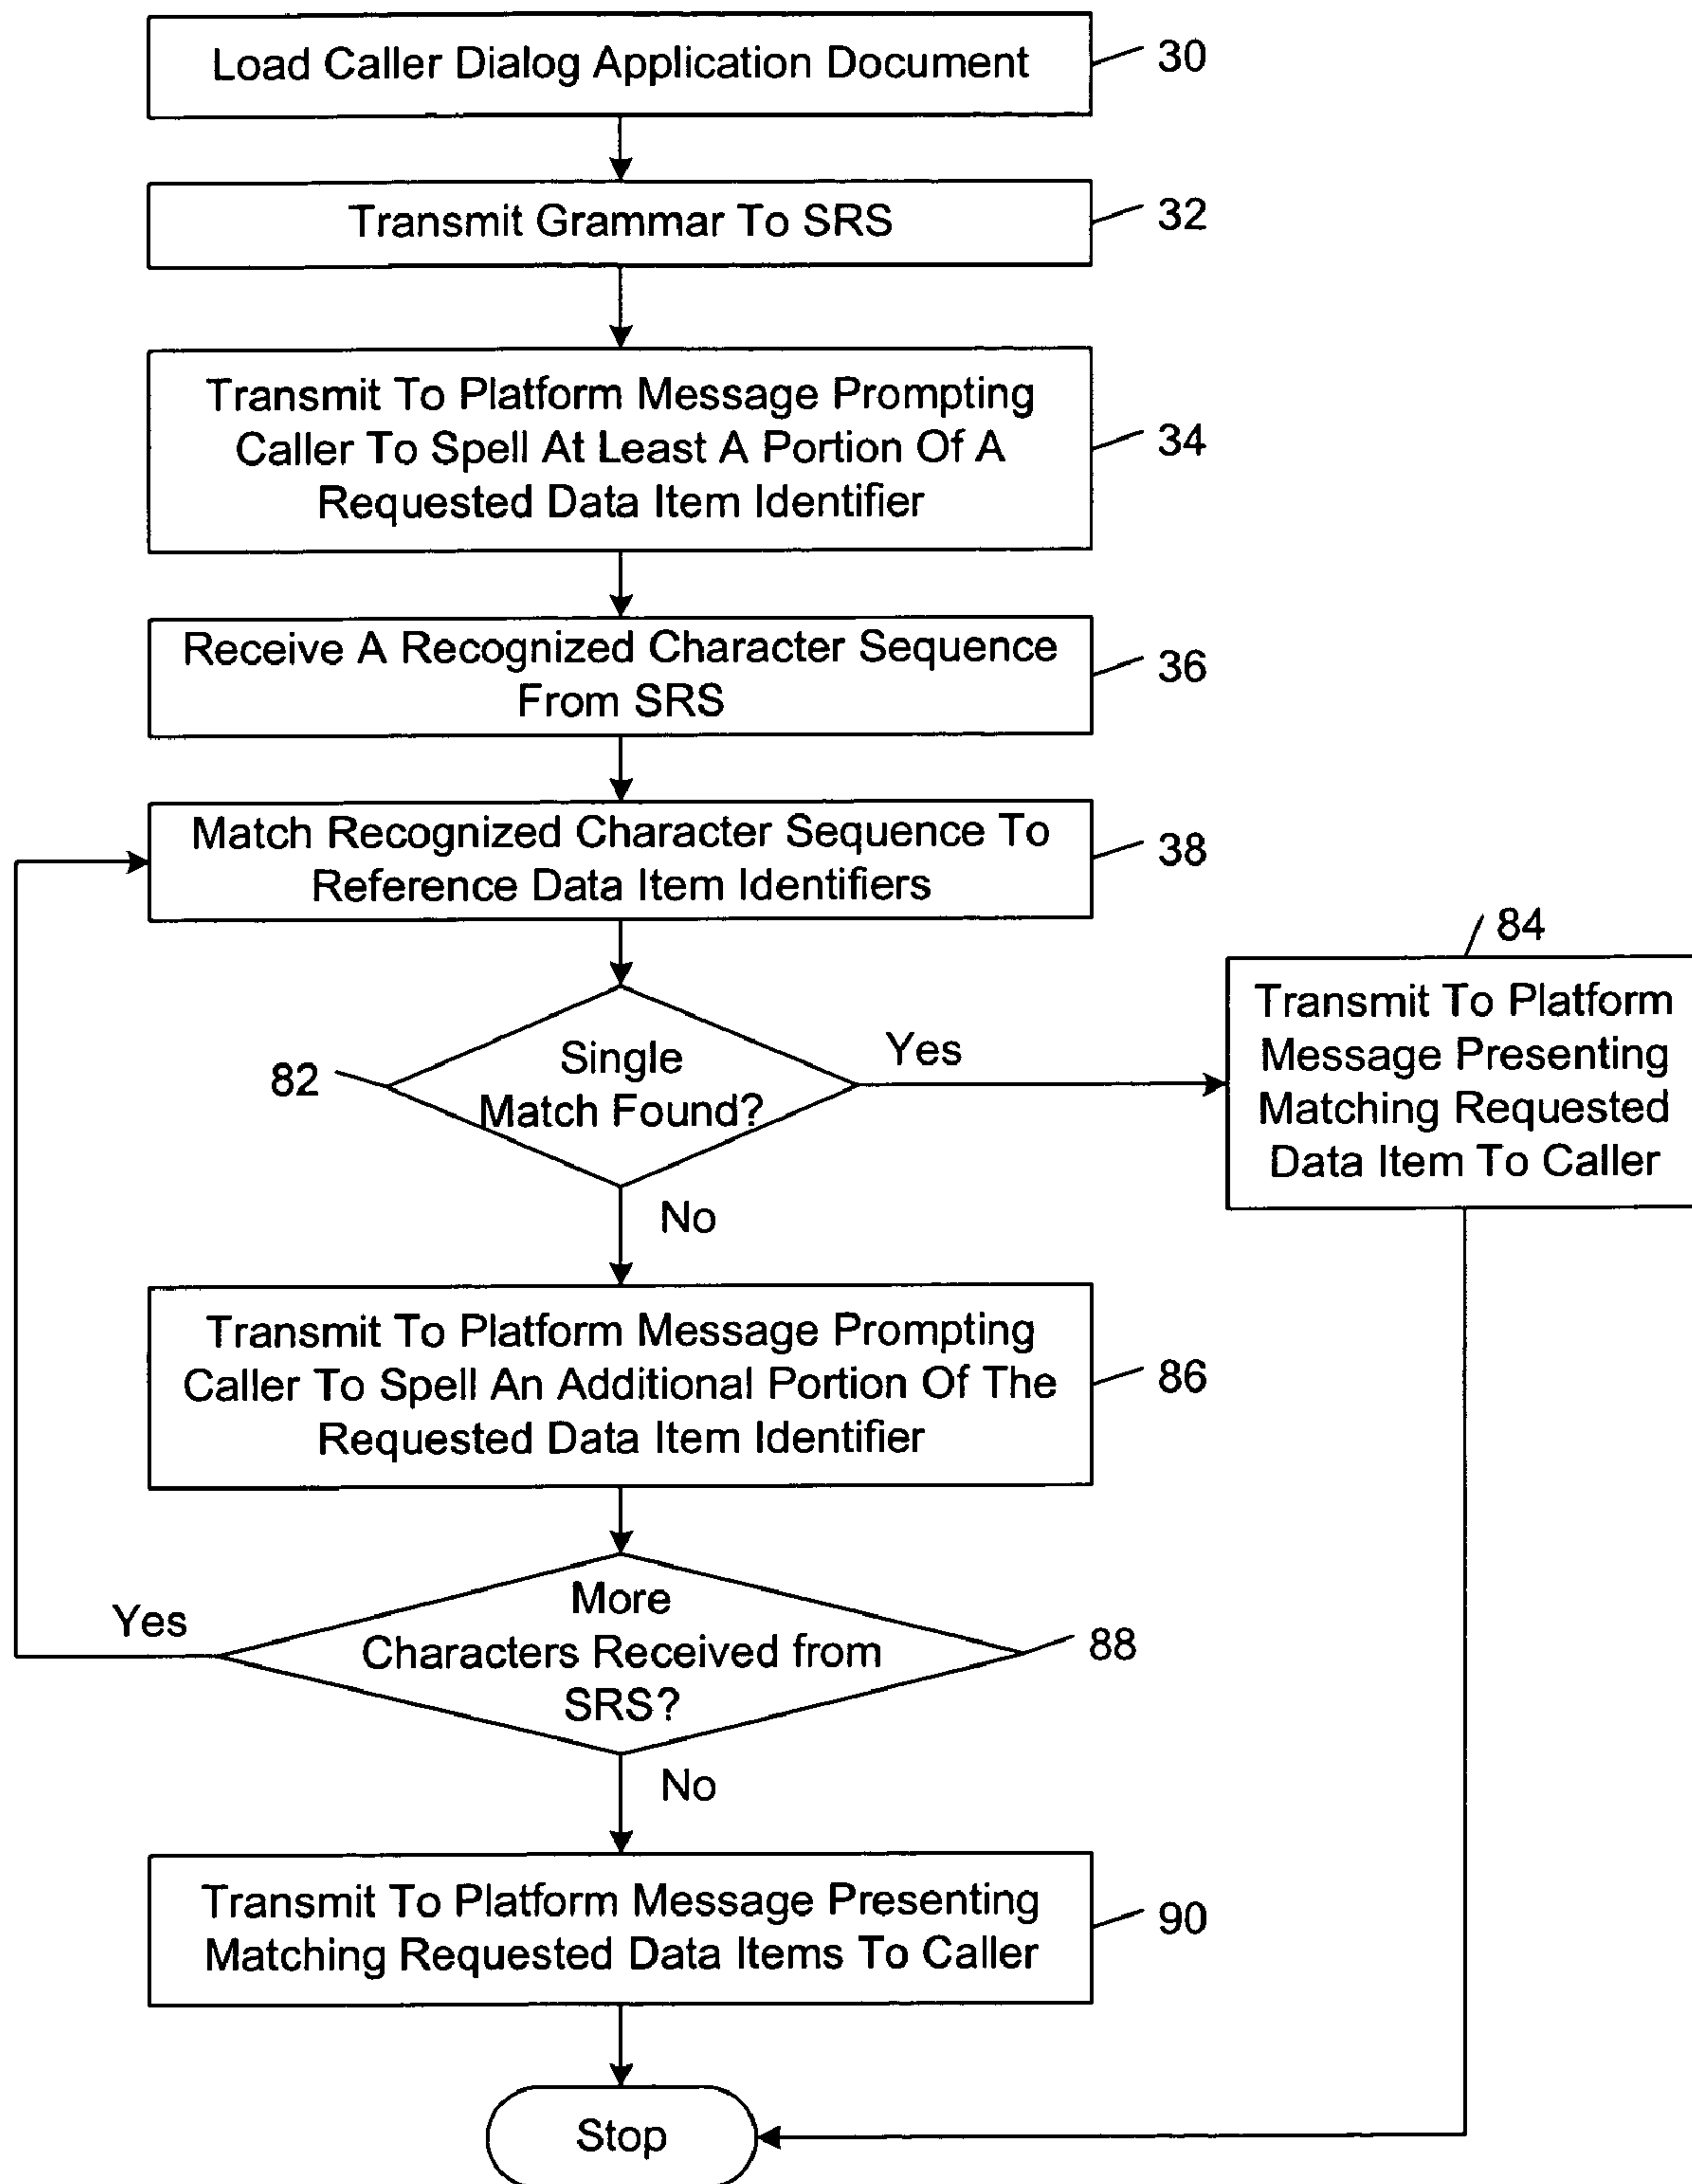 Load Caller Dialog Application Document
30
Transmit Grammar To SRS
32
Transmit To Platform Message Prompting
Caller To Spell At Least A Portion Of A
Requested Data Item Identifier
34
Receive A Recognized Character Sequence
From SRS
36
Match Recognized Character Sequence To
Reference Data Item Identifiers
38
82
Single
Match Found?
Yes
84
Transmit To Platform
Message Presenting
Matching Requested
Data Item To Caller
No
Transmit To Platform Message Prompting
Caller To Spell An Additional Portion Of The
Requested Data Item Identifier
86
Yes
More
Characters Received from
SRS?
88
No
Transmit To Platform Message Presenting
Matching Requested Data Items To Caller
90
Stop